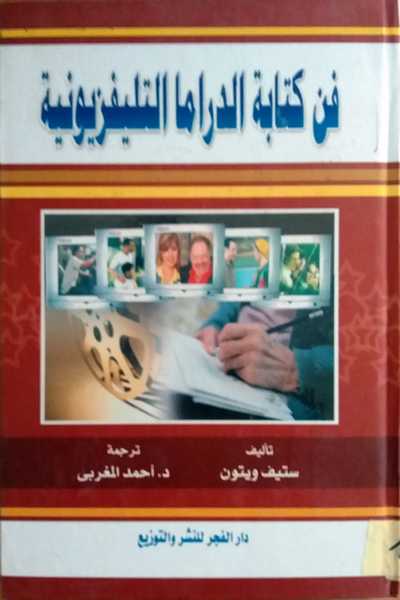 فن كتابة الدراما التليفزيونية
تأليف
ستيف ويتون
ترجمة
د. أحمد المغربى
دار الفجر للنشر والتوزيع